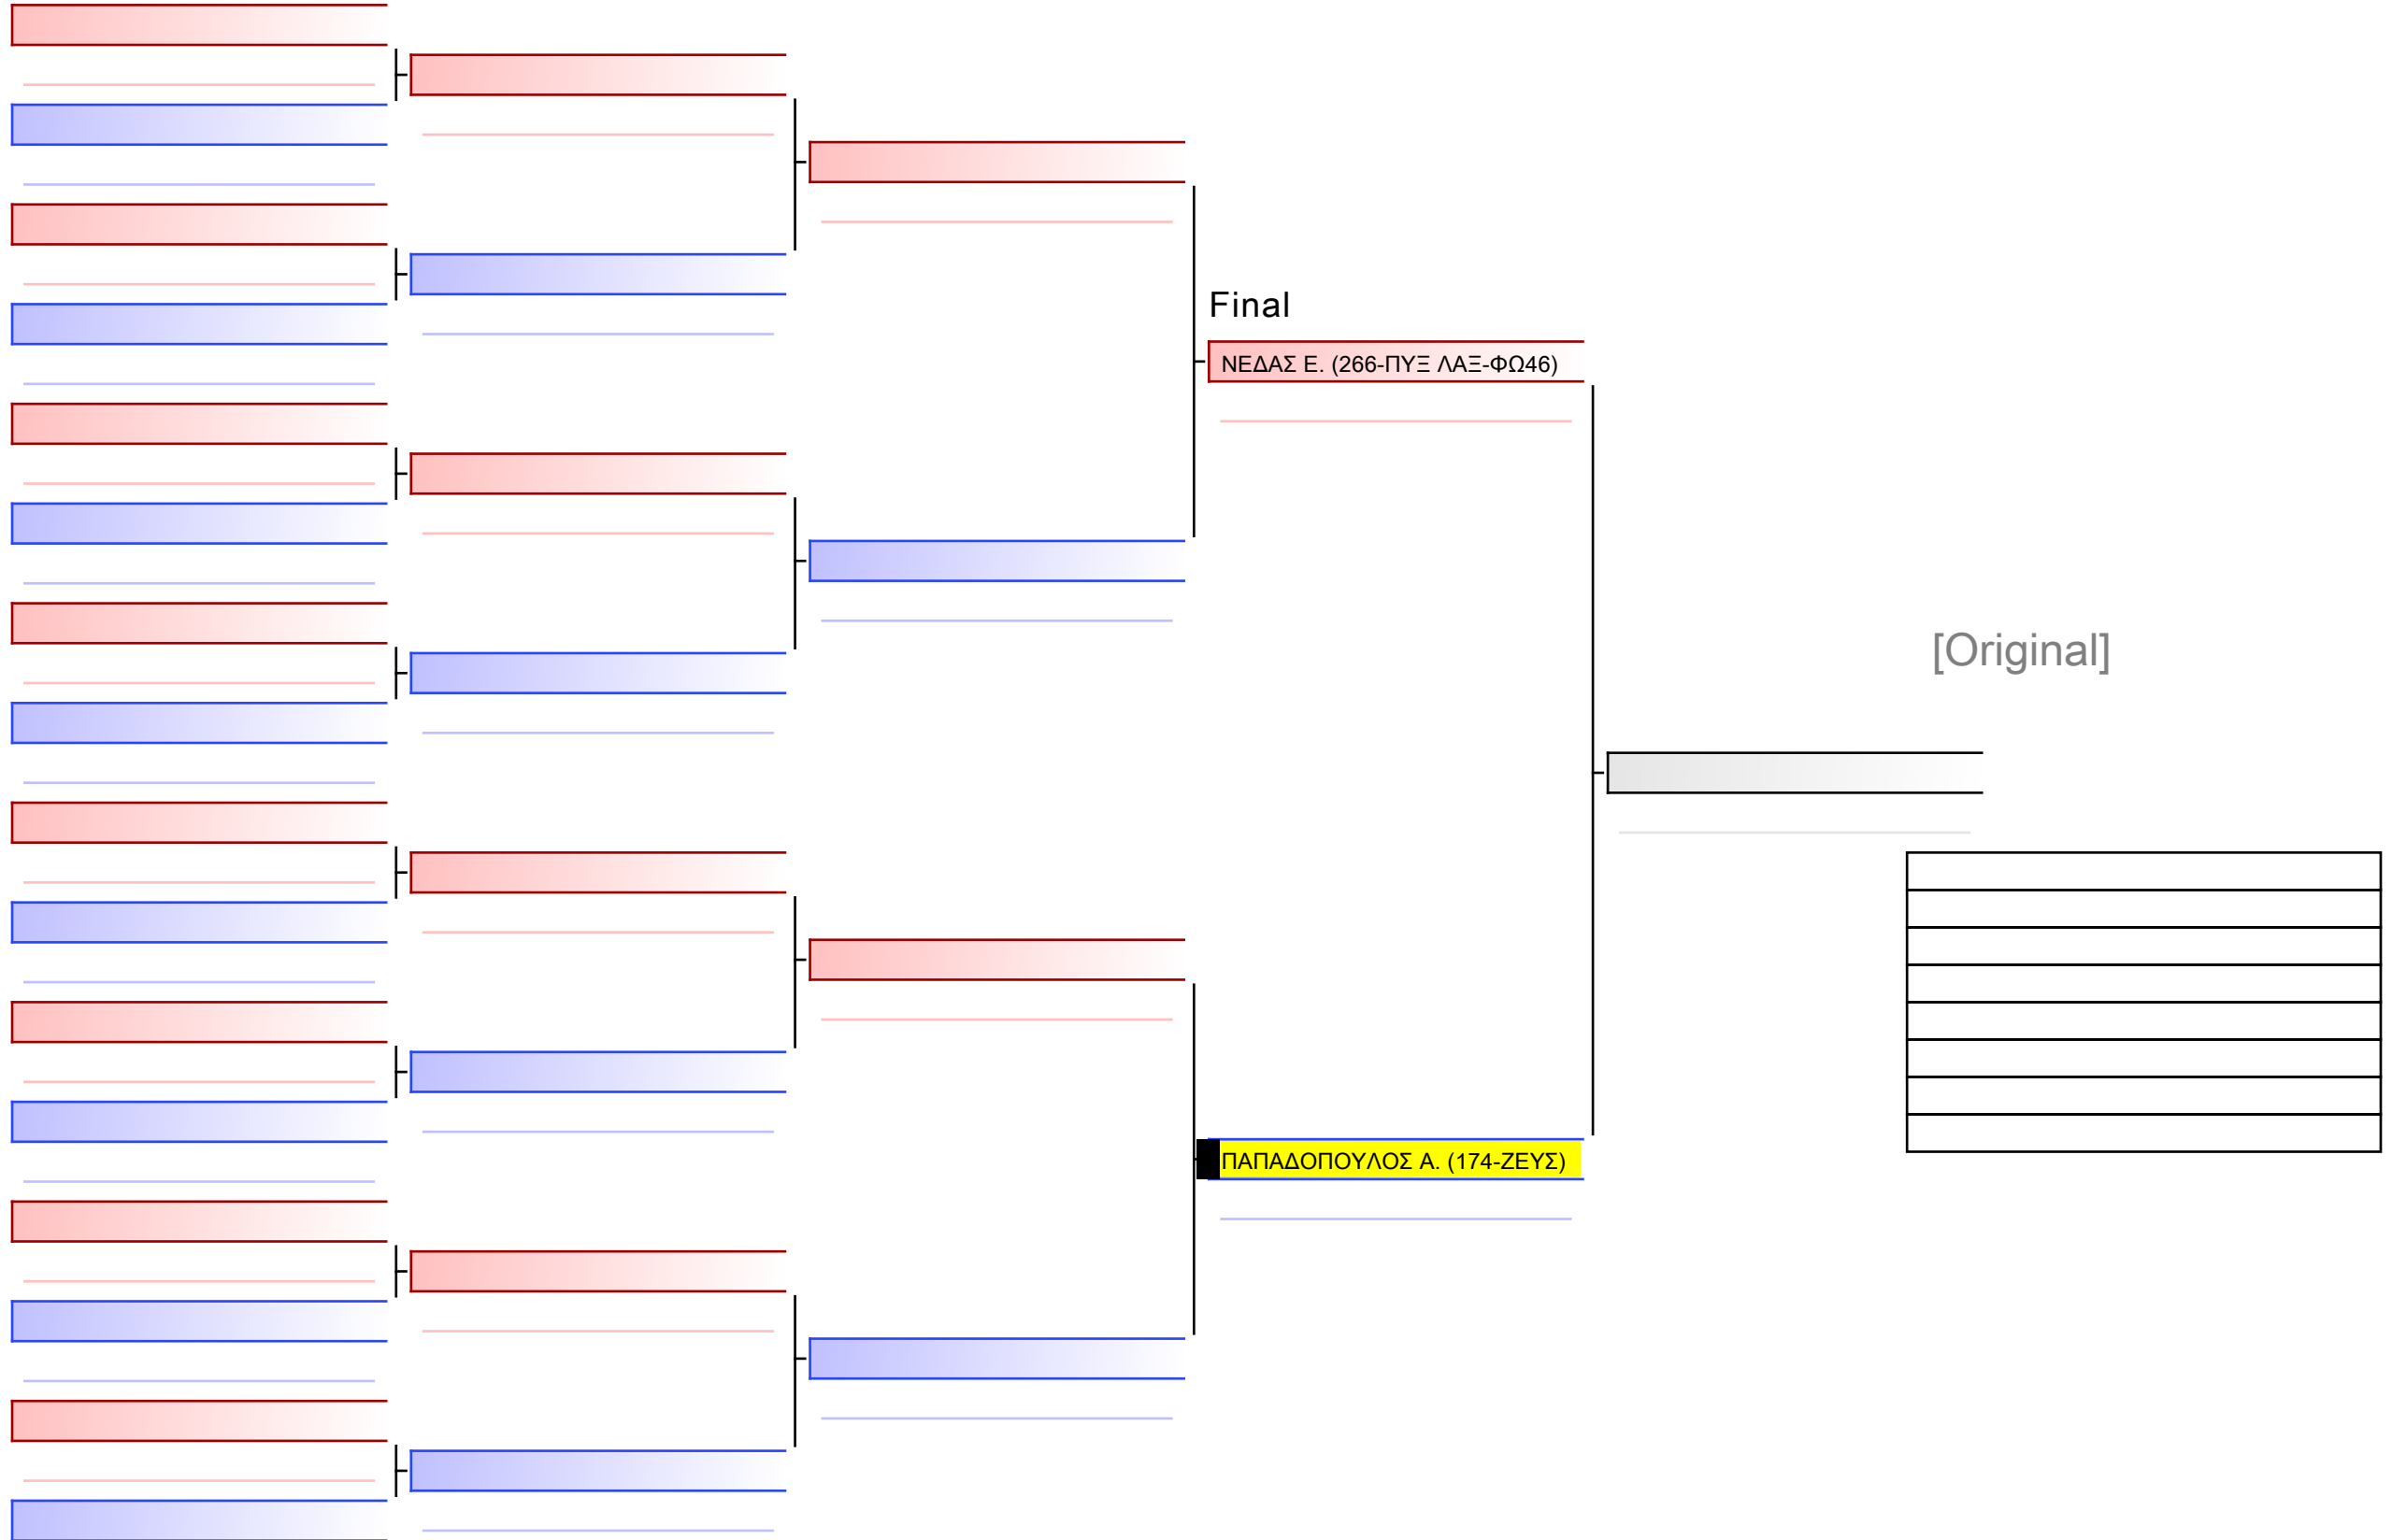 Final
ΝΕΔΑΣ Ε. (266-ΠΥΞ ΛΑΞ-ΦΩ46)
[Original]
ΠΑΠΑΔΟΠΟΥΛΟΣ Α. (174-ΖΕΥΣ)